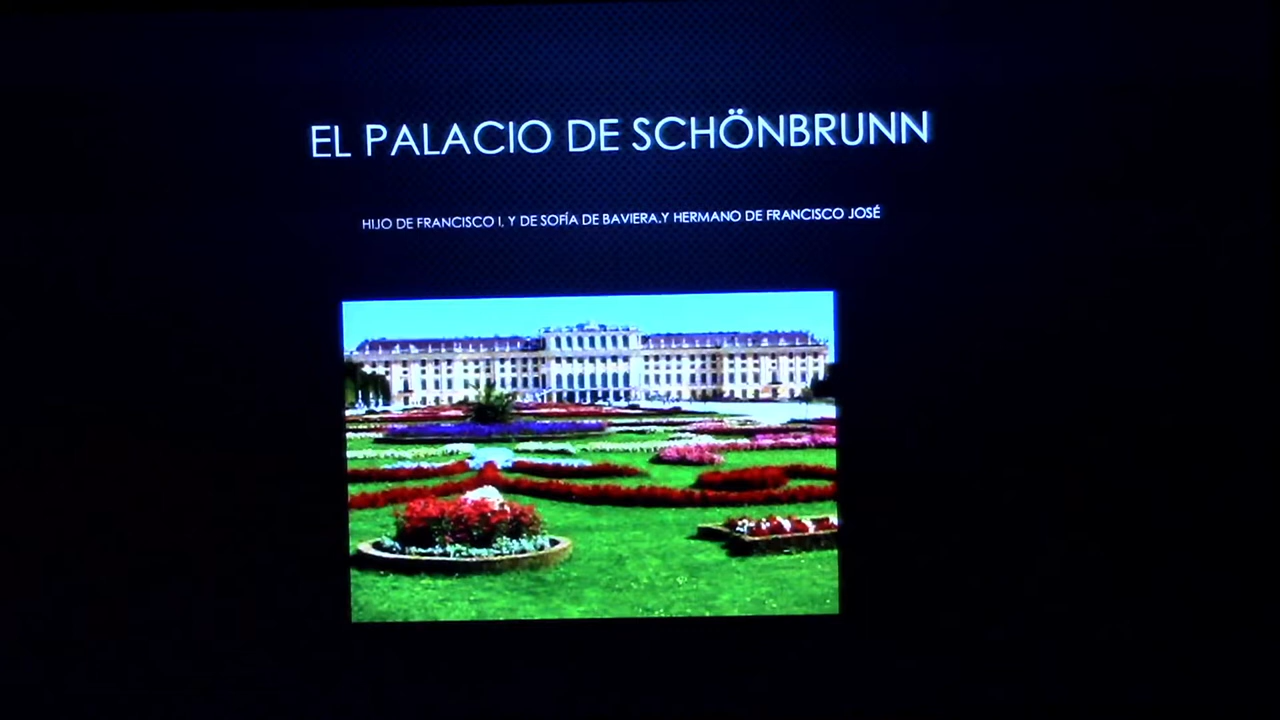 EL PALACIO DE SCHÖNBRUNN
HIJO DE FRANCISCO I, Y DE SOFÍA DE BAVIERA.Y HERMANO DE FRANCISCO JOSÉ